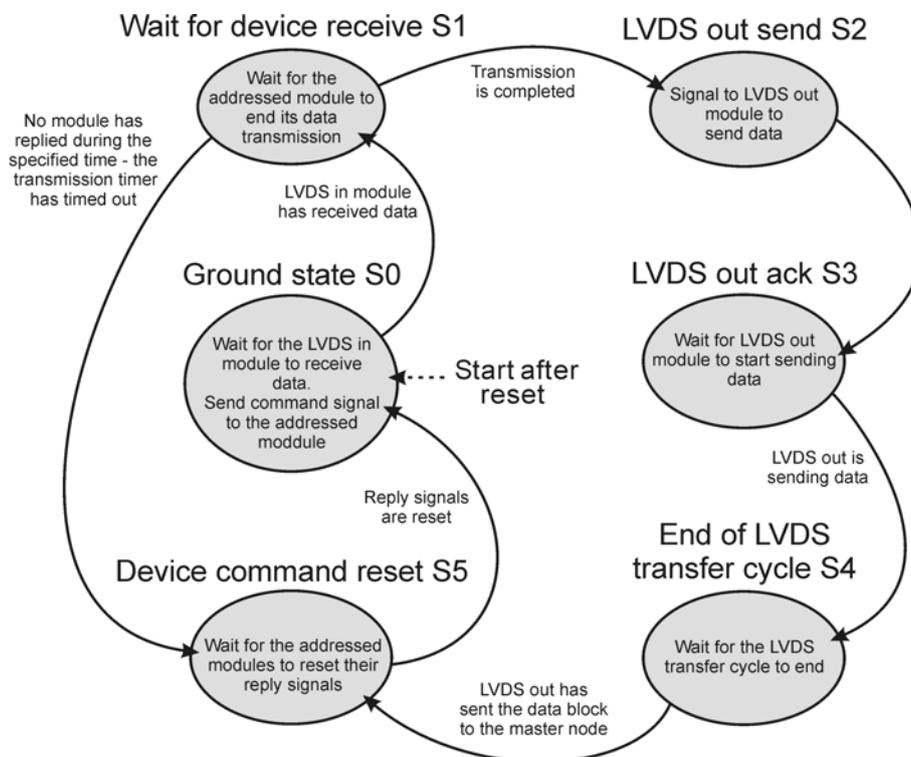 Wait for device receive S1
Wait for the
addressed module to
end its data
transmission
Transmission
is completed
LVDS out send S2
Signal to LVDS out
module to
send data
No module has
replied during the
specified time - the
transmission timer
has timed out
LVDS in module
has received data
Ground state S0
Wait for the LVDS in
module to receive
data.
Send command signal
to the addressed
moddule
Start after
reset
LVDS out ack S3
Wait for LVDS out
module to start sending
data
LVDS out is
sending data
Reply signals
are reset
Device command reset S5
Wait for the addressed
modules to reset their
reply signals
End of LVDS
transfer cycle S4
Wait for the LVDS
transfer cycle to end
LVDS out has
sent the data block
to the master node